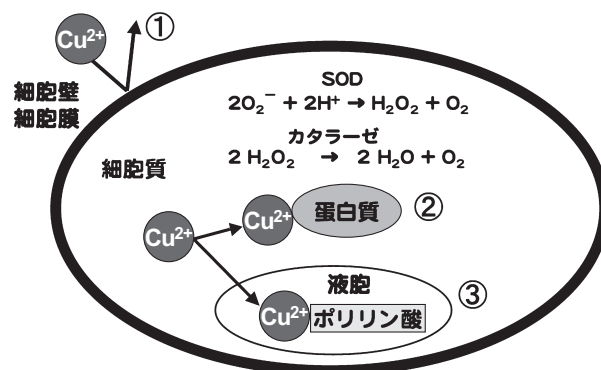 Cu²⁺
①
細胞壁
細胞膜
SOD
2O₂⁻ + 2H⁺ → H₂O₂ + O₂
カタラーゼ
2 H₂O₂ → 2 H₂O + O₂
細胞質
Cu²⁺
Cu²⁺
蛋白質
②
液胞
③
Cu²⁺
ポリリン酸